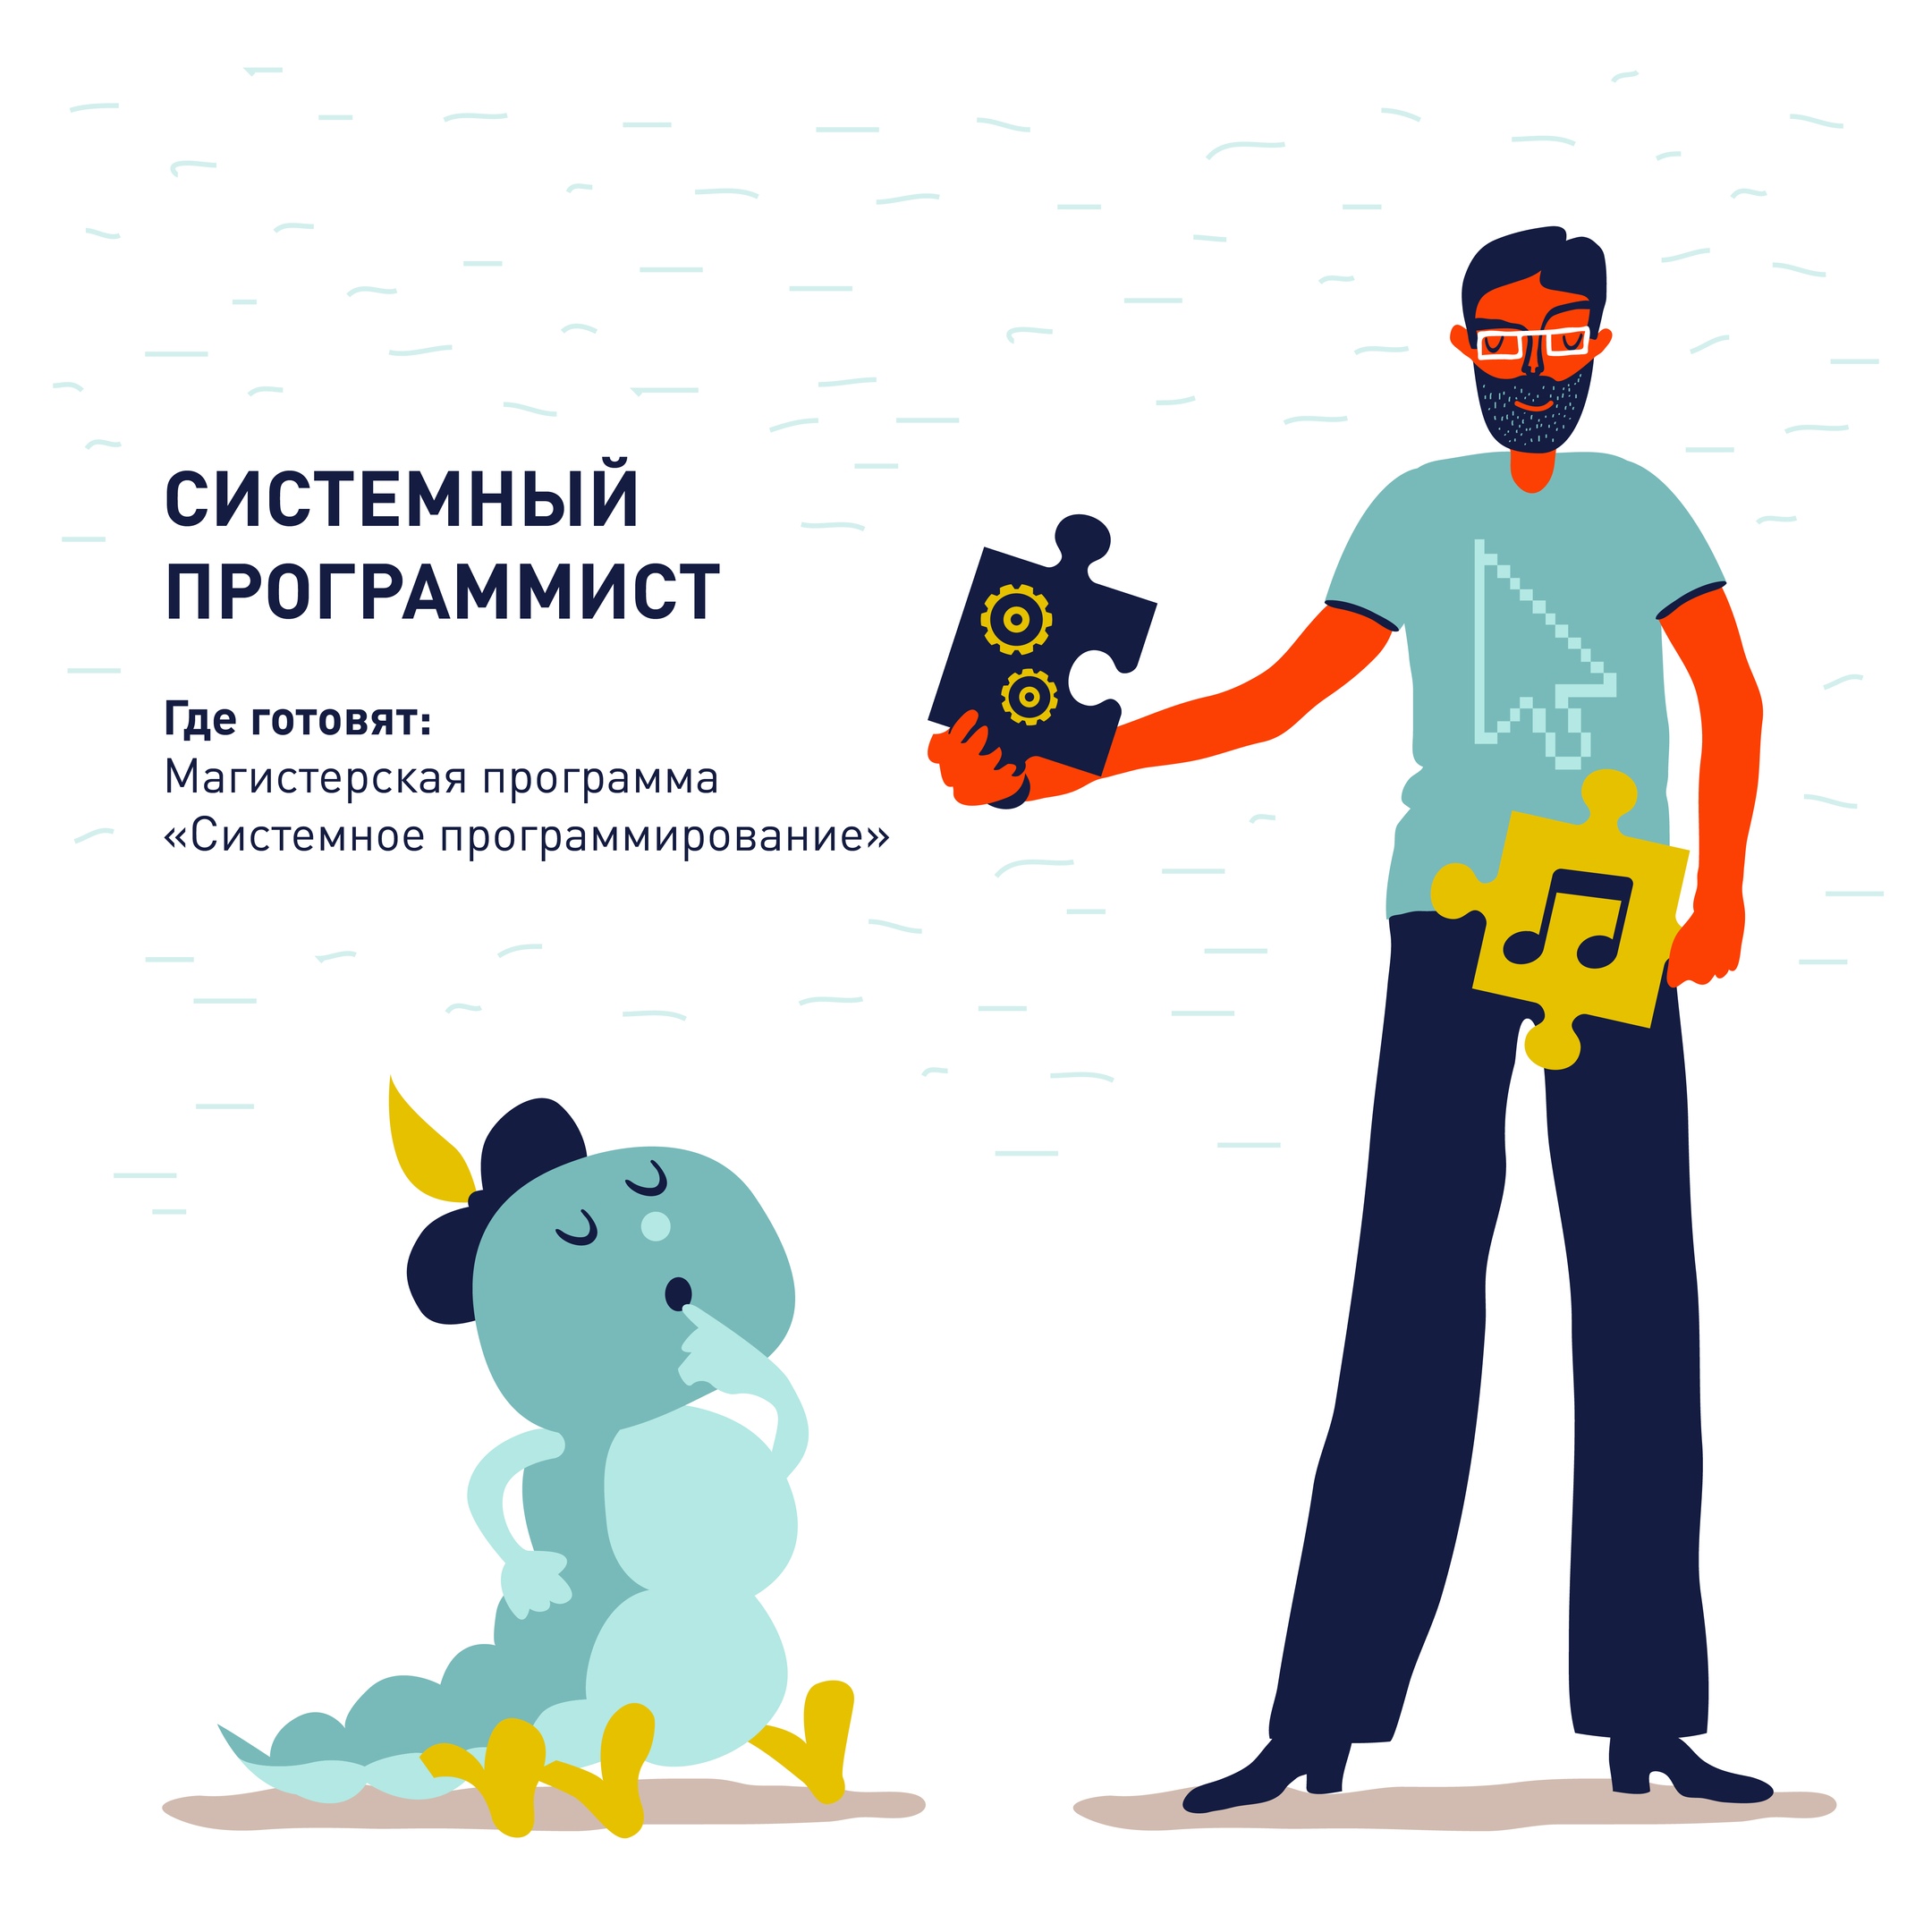 СИСТЕМНЫЙ
ПРОГРАММИСТ
Где готовят:
Магистерская программа
«Системное программирование»